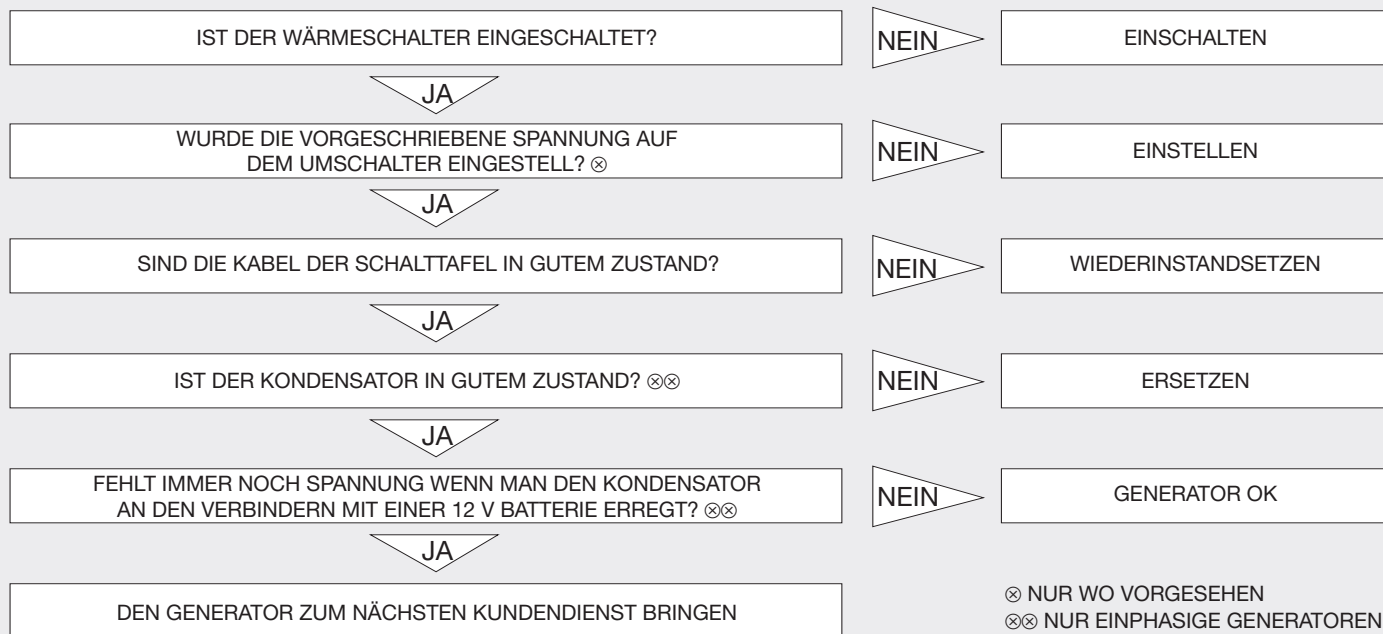 IST DER WÄRMESCHALTER EINGESCHALTET?
NEIN
EINSCHALTEN
JA
WURDE DIE VORGESCHRIEBENE SPANNUNG AUF
DEM UMSCHALTER EINGESTELL? ⊗
NEIN
EINSTELLEN
JA
SIND DIE KABEL DER SCHALTTAFEL IN GUTEM ZUSTAND?
NEIN
WIEDERINSTANDSETZEN
JA
IST DER KONDENSATOR IN GUTEM ZUSTAND? ⊗⊗
NEIN
ERSETZEN
JA
FEHLT IMMER NOCH SPANNUNG WENN MAN DEN KONDENSATOR
AN DEN VERBINDERN MIT EINER 12 V BATTERIE ERREGT? ⊗⊗
NEIN
GENERATOR OK
JA
DEN GENERATOR ZUM NÄCHSTEN KUNDENDIENST BRINGEN
⊗ NUR WO VORGESEHEN
⊗⊗ NUR EINPHASIGE GENERATOREN